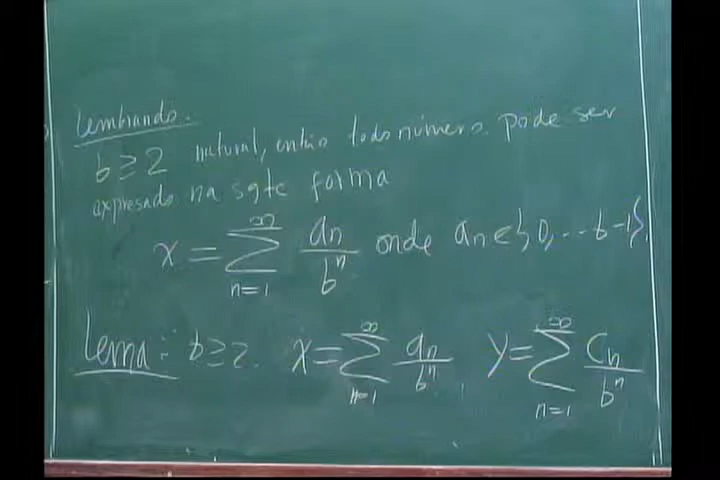 Lembrando.
b ≥ 2 natural, então todo número pode ser
expresado na sgte forma
x = ∑_{n=1}^{∞} a_n / b^n onde a_n ∈ {0, ... b-1}.
Lema: b ≥ 2. x = ∑_{n=1}^{∞} a_n / b^n , y = ∑_{n=1}^{∞} c_n / b^n